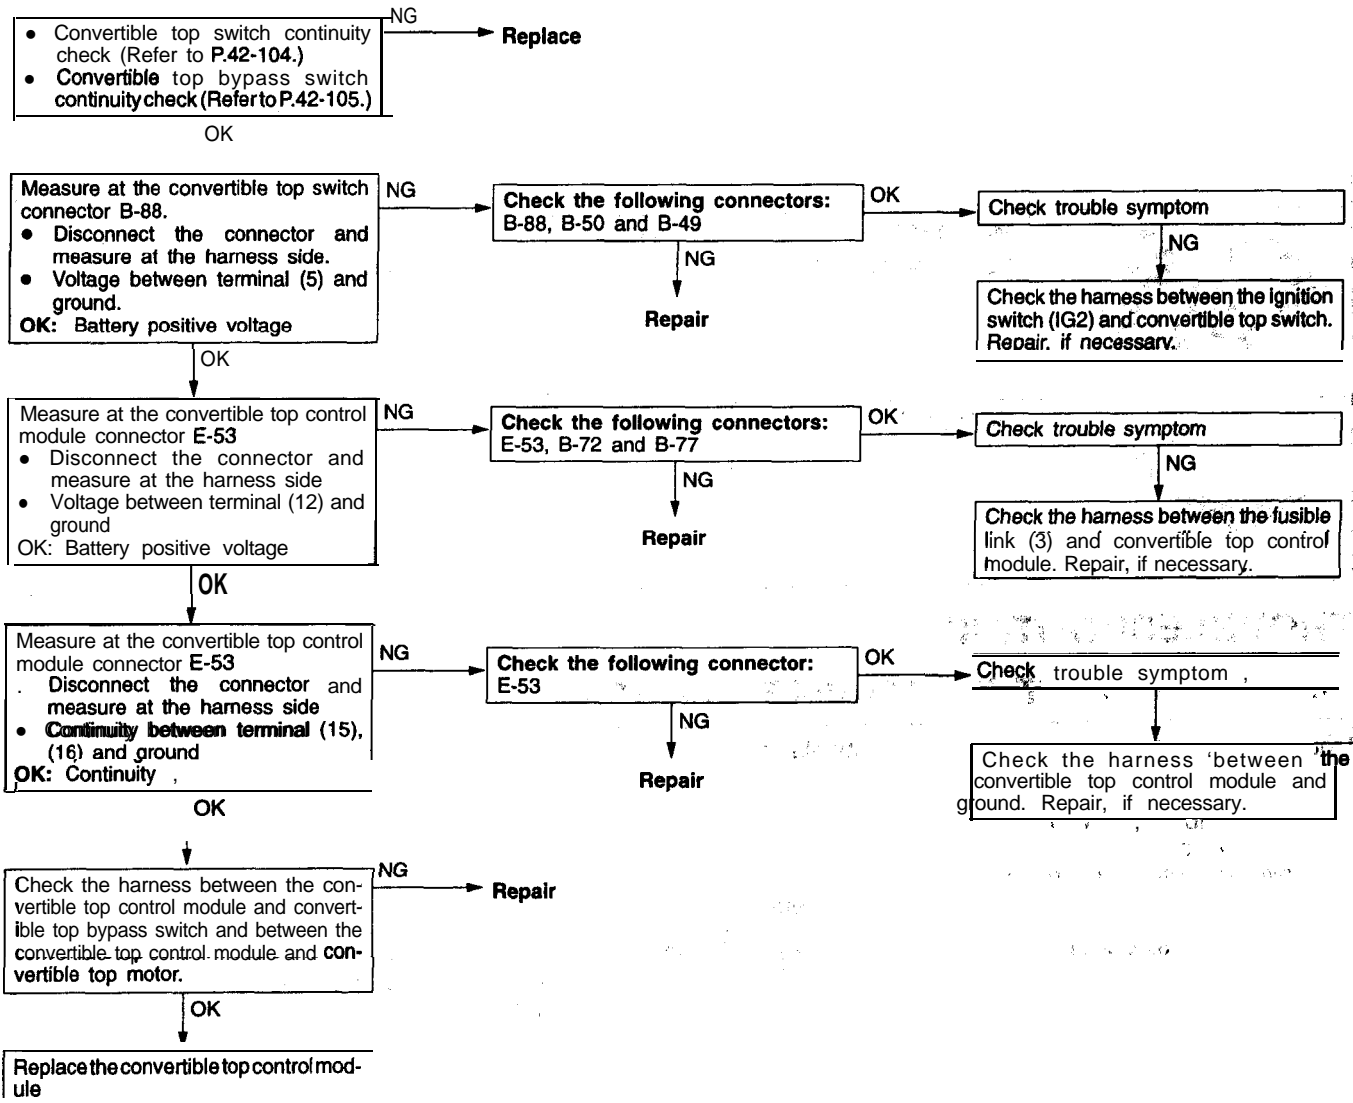 NG
• Convertible top switch continuity
check (Refer to P.42-104.)
• Convertible top bypass switch
continuity check (Refer to P.42-105.)
Replace
OK
Measure at the convertible top switch
connector B-88.
• Disconnect the connector and
measure at the harness side.
• Voltage between terminal (5) and
ground.
OK: Battery positive voltage
NG
Check the following connectors:
B-88, B-50 and B-49
OK
Check trouble symptom
NG
Repair
NG
Check the harness between the ignition
switch (IG2) and convertible top switch.
Repair, if necessary.
OK
Measure at the convertible top control
module connector E-53
• Disconnect the connector and
measure at the harness side
• Voltage between terminal (12) and
ground
OK: Battery positive voltage
NG
Check the following connectors:
E-53, B-72 and B-77
OK
Check trouble symptom
NG
Repair
NG
Check the harness between the fusible
link (3) and convertible top control
module. Repair, if necessary.
OK
Measure at the convertible top control
module connector E-53
. Disconnect the connector and
measure at the harness side
• Continuity between terminal (15),
(16) and ground
OK: Continuity ,
NG
Check the following connector:
E-53
OK
Check trouble symptom ,
NG
Repair
Check the harness 'between the
convertible top control module and
ground. Repair, if necessary.
OK
Check the harness between the con-
vertible top control module and convert-
ible top bypass switch and between the
convertible top control module and con-
vertible top motor.
NG
Repair
OK
Replace the convertible top control mod-
ule